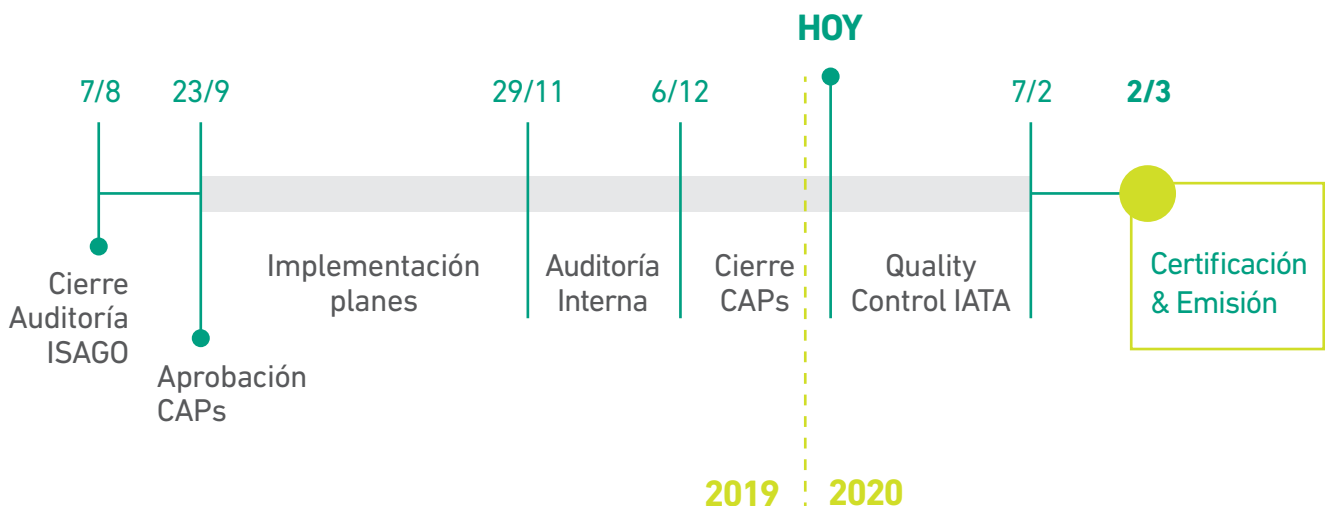 HOY
7/8
23/9
29/11
6/12
7/2
2/3
Cierre
Auditoría
ISAGO
Aprobación
CAPs
Implementación
planes
Auditoría
Interna
Cierre
CAPs
Quality
Control IATA
Certificación
& Emisión
2019
2020